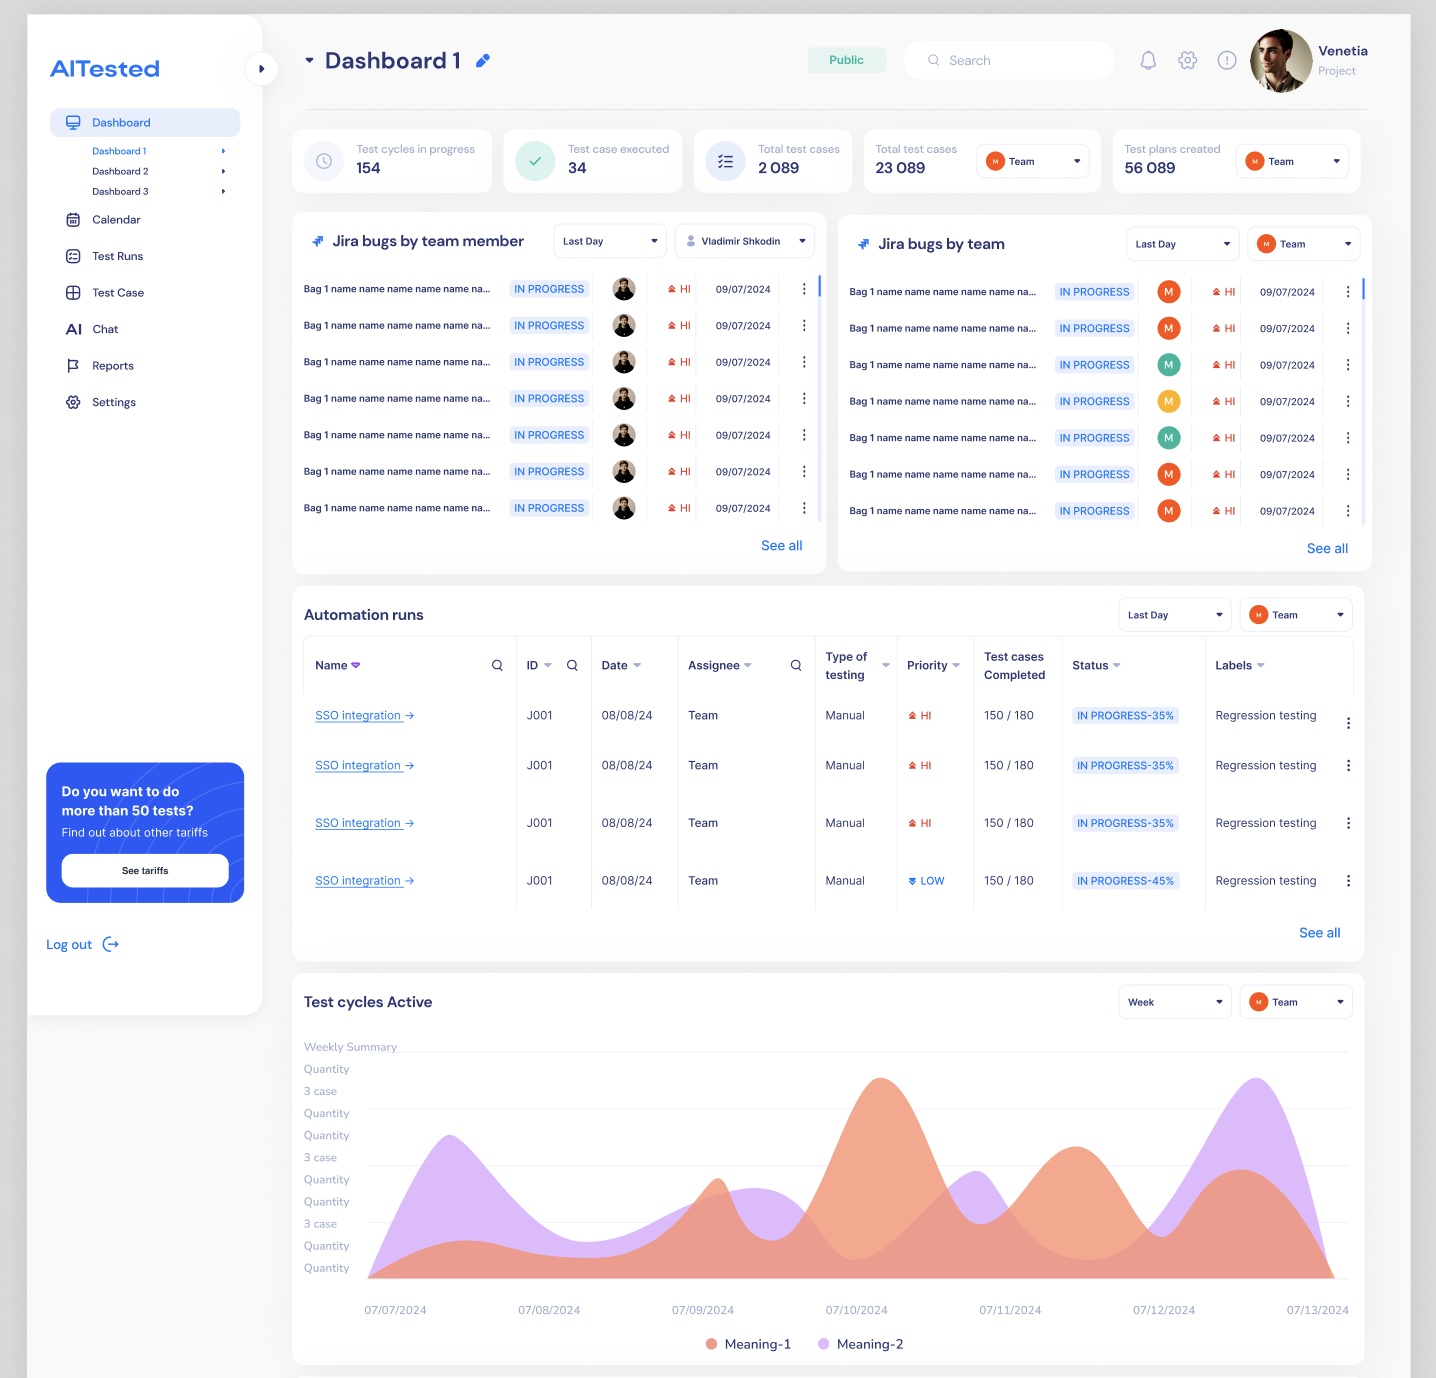 AITested
Dashboard
Dashboard 1
Dashboard 2
Dashboard 3
Calendar
Test Runs
Test Case
AI Chat
Reports
Settings
Do you want to do
more than 50 tests?
Find out about other tariffs
See tariffs
Log out
Dashboard 1
Public
Search
Venetia
Project
Test cycles in progress
154
Test case executed
34
Total test cases
2 089
Total test cases
23 089
M Team
Test plans created
56 089
M Team
Jira bugs by team member
Last Day
Vladimir Shkodin
Bag 1 name name name name name na... IN PROGRESS HI 09/07/2024
Bag 1 name name name name name na... IN PROGRESS HI 09/07/2024
Bag 1 name name name name name na... IN PROGRESS HI 09/07/2024
Bag 1 name name name name name na... IN PROGRESS HI 09/07/2024
Bag 1 name name name name name na... IN PROGRESS HI 09/07/2024
Bag 1 name name name name name na... IN PROGRESS HI 09/07/2024
Bag 1 name name name name name na... IN PROGRESS HI 09/07/2024
See all
Jira bugs by team
Last Day
M Team
Bag 1 name name name name name na... IN PROGRESS M HI 09/07/2024
Bag 1 name name name name name na... IN PROGRESS M HI 09/07/2024
Bag 1 name name name name name na... IN PROGRESS M HI 09/07/2024
Bag 1 name name name name name na... IN PROGRESS M HI 09/07/2024
Bag 1 name name name name name na... IN PROGRESS M HI 09/07/2024
Bag 1 name name name name name na... IN PROGRESS M HI 09/07/2024
Bag 1 name name name name name na... IN PROGRESS M HI 09/07/2024
See all
Automation runs
Last Day
M Team
Name ID Date Assignee Type of testing Priority Test cases Completed Status Labels
SSO integration → J001 08/08/24 Team Manual HI 150 / 180 IN PROGRESS-35% Regression testing
SSO integration → J001 08/08/24 Team Manual HI 150 / 180 IN PROGRESS-35% Regression testing
SSO integration → J001 08/08/24 Team Manual HI 150 / 180 IN PROGRESS-35% Regression testing
SSO integration → J001 08/08/24 Team Manual LOW 150 / 180 IN PROGRESS-45% Regression testing
See all
Test cycles Active
Week
M Team
Weekly Summary
Quantity
3 case
Quantity
Quantity
3 case
Quantity
Quantity
3 case
Quantity
Quantity
07/07/2024 07/08/2024 07/09/2024 07/10/2024 07/11/2024 07/12/2024 07/13/2024
Meaning-1 Meaning-2